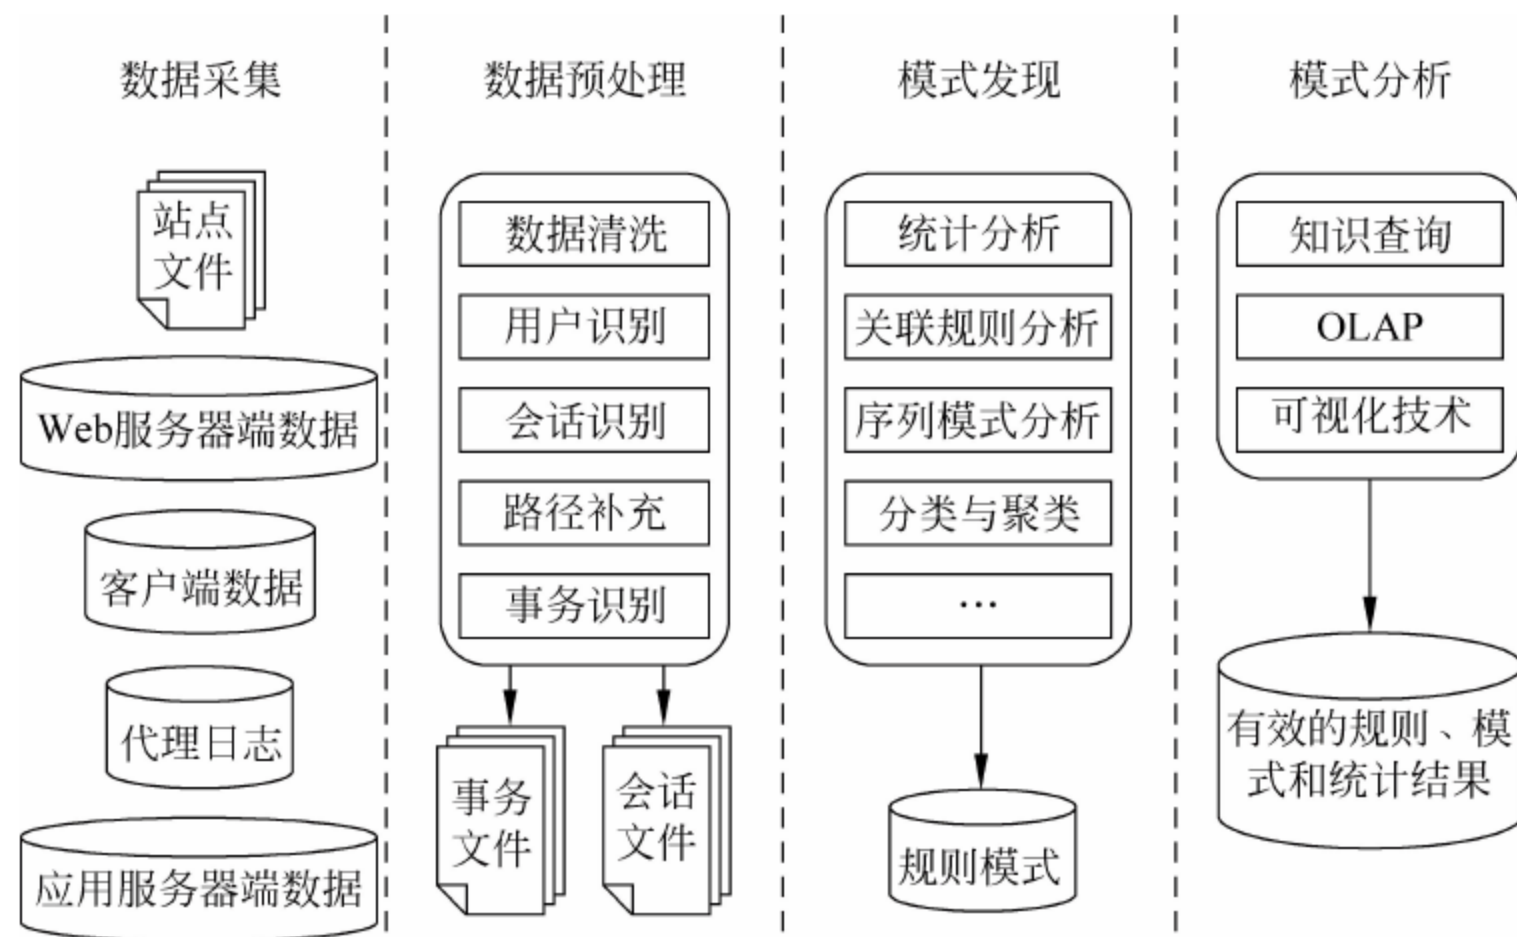 数据采集
站点
文件
Web服务器端数据
客户端数据
代理日志
应用服务器端数据
数据预处理
数据清洗
用户识别
会话识别
路径补充
事务识别
事务
文件
会话
文件
模式发现
统计分析
关联规则分析
序列模式分析
分类与聚类
…
规则模式
模式分析
知识查询
OLAP
可视化技术
有效的规则、模
式和统计结果